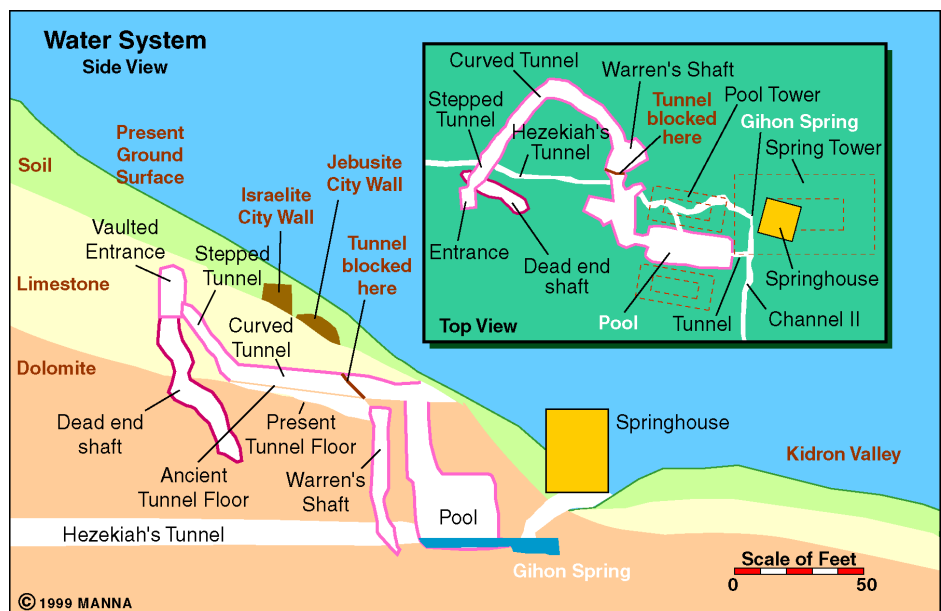 Water System
Side View
Soil
Present
Ground
Surface
Jebusite
City Wall
Israelite
City Wall
Vaulted
Entrance
Stepped
Tunnel
Tunnel
blocked
here
Limestone
Curved
Tunnel
Dolomite
Dead end
shaft
Present
Tunnel Floor
Ancient
Tunnel Floor
Warren's
Shaft
Hezekiah's Tunnel
Pool
Gihon Spring
Springhouse
Kidron Valley
Scale of Feet
0 50
© 1999 MANNA
Curved Tunnel
Warren's Shaft
Stepped
Tunnel
Hezekiah's
Tunnel
Tunnel
blocked
here
Pool Tower
Gihon Spring
Spring Tower
Entrance
Dead end
shaft
Springhouse
Pool
Tunnel
Channel II
Top View